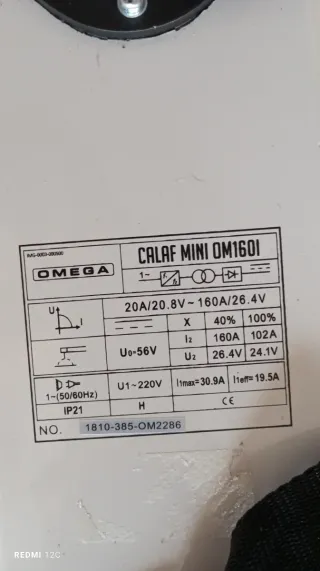 OMEGA
CALAF MINI OM160I
1~
U
I
20A/20.8V~160A/26.4V
X 40% 100%
U0=56V
I2 160A 102A
U2 26.4V 24.1V
1~(50/60Hz)
U1~220V
I1max=30.9A
I1eff=19.5A
IP21
H
CE
NO. 1810-385-OM2286
REDMI 12C